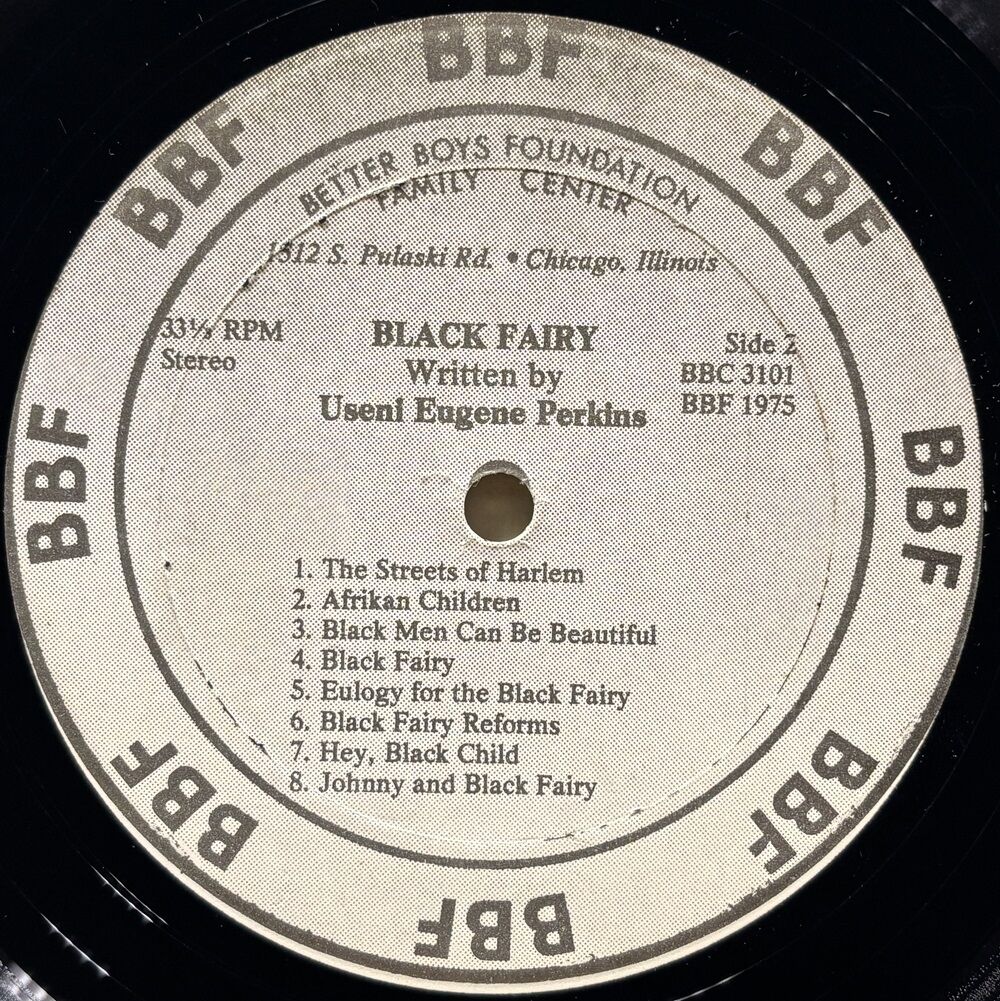 BBF
BBF
BBF
BBF
BBF
BBF
BBF
BBF
BETTER BOYS FOUNDATION
FAMILY CENTER
1512 S. Pulaski Rd. • Chicago, Illinois
33⅓ RPM
Stereo
BLACK FAIRY
Written by
Useni Eugene Perkins
Side 2
BBC 3101
BBF 1975
1. The Streets of Harlem
2. Afrikan Children
3. Black Men Can Be Beautiful
4. Black Fairy
5. Eulogy for the Black Fairy
6. Black Fairy Reforms
7. Hey, Black Child
8. Johnny and Black Fairy